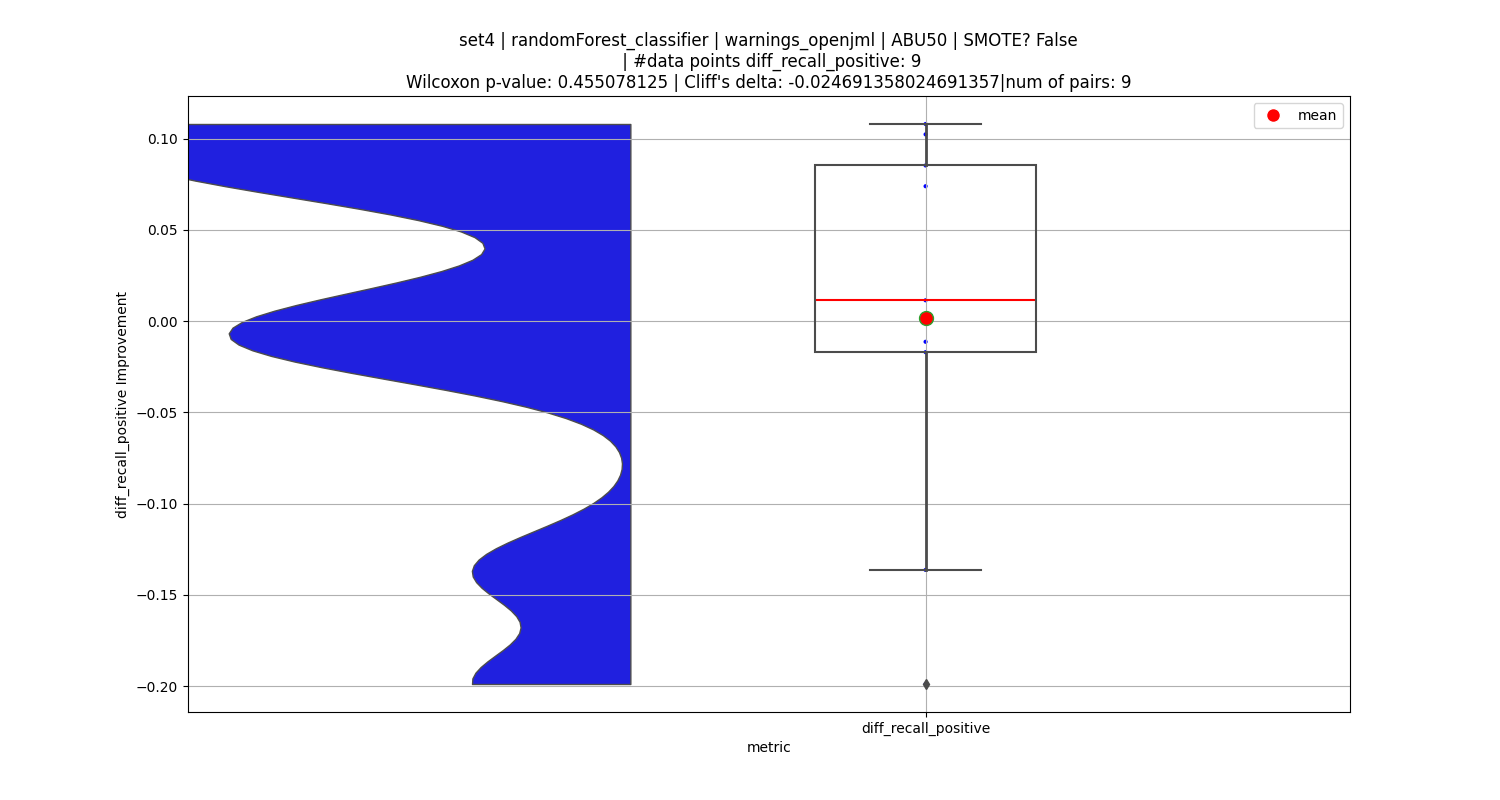 set4 | randomForest_classifier | warnings_openjml | ABU50 | SMOTE? False
| #data points diff_recall_positive: 9
Wilcoxon p-value: 0.455078125 | Cliff's delta: -0.024691358024691357|num of pairs: 9
mean
0.10
0.05
0.00
−0.05
−0.10
−0.15
−0.20
diff_recall_positive Improvement
diff_recall_positive
metric